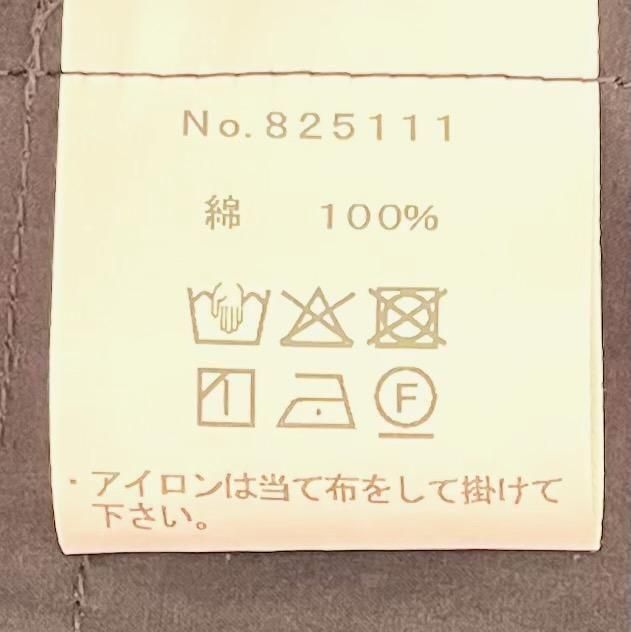 No.825111
綿 100%
F
・アイロンは当て布をして掛けて
下さい。